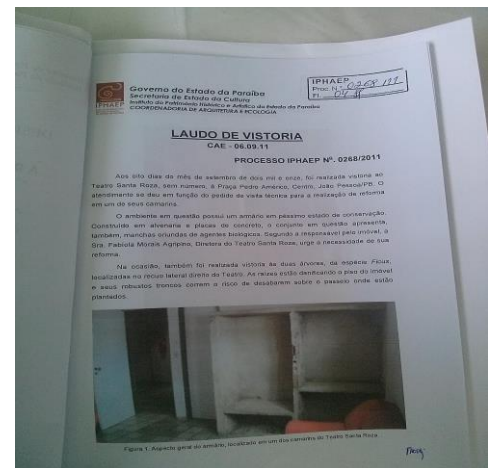 IPHAEP
Proc. Nº 0268/11
Fl. 04
IPHAEP
Governo do Estado da Paraíba
Secretaria de Estado da Cultura
Instituto do Patrimônio Histórico e Artístico do Estado da Paraíba
COORDENADORIA DE ARQUITETURA E ECOLOGIA
LAUDO DE VISTORIA
CAE - 06.09.11
PROCESSO IPHAEP Nº. 0268/2011
Aos oito dias do mês de setembro de dois mil e onze, foi realizada vistoria ao
Teatro Santa Roza, sem número, à Praça Pedro Américo, Centro, João Pessoa/PB. O
atendimento se deu em função do pedido de visita técnica para a realização de reforma
em um de seus camarins.
O ambiente em questão possui um armário em péssimo estado de conservação.
Construído em alvenaria e placas de concreto, o conjunto em questão apresenta,
também, manchas oriundas de agentes biológicos. Segundo a responsável pelo imóvel, a
Sra. Fabíola Morais Agripino, Diretora do Teatro Santa Roza, urge a necessidade de sua
reforma.
Na ocasião, também foi realizada vistoria às duas árvores, da espécie Ficus,
localizadas no recuo lateral direito do Teatro. As raízes estão danificando o piso do imóvel
e seus robustos troncos correm o risco de desabarem sobre o passeio onde estão
plantados.
Figura 1. Aspecto geral do armário, localizado em um dos camarins do Teatro Santa Roza.